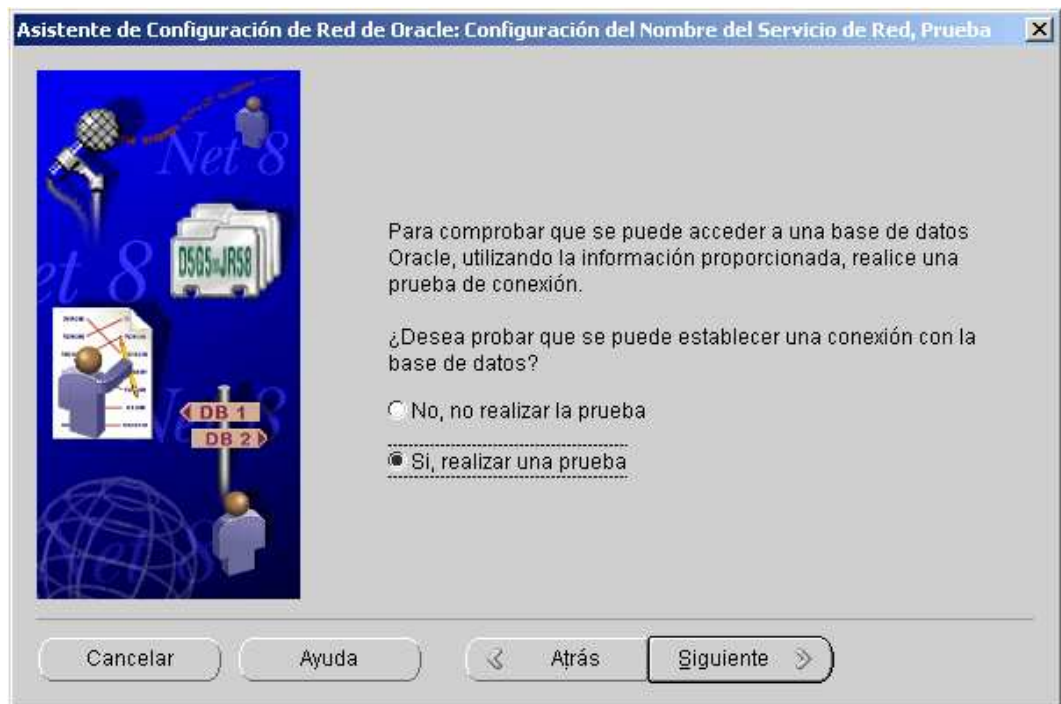 Asistente de Configuración de Red de Oracle: Configuración del Nombre del Servicio de Red, Prueba
Net 8
D5G5
JR58
et 8
DB 1
DB 2
Para comprobar que se puede acceder a una base de datos
Oracle, utilizando la información proporcionada, realice una
prueba de conexión.
¿Desea probar que se puede establecer una conexión con la
base de datos?
No, no realizar la prueba
Si, realizar una prueba
Cancelar
Ayuda
Atrás
Siguiente